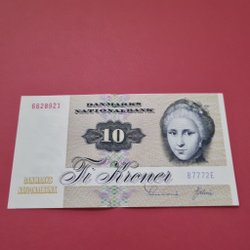 6628921
DANMARKS
NATIONALBANK
10
Ti Kroner
DANMARKS
NATIONALBANK
B7772E